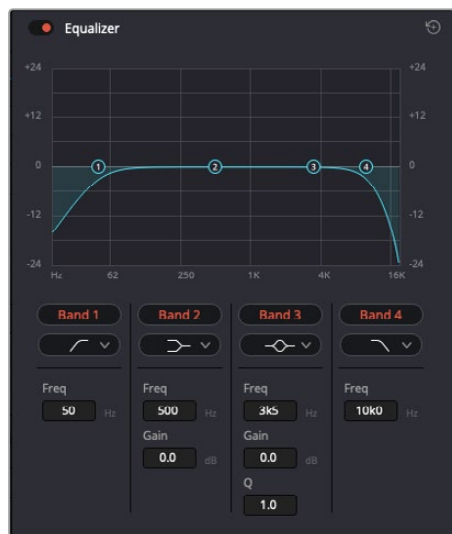 Equalizer
+24 +24
+12 +12
0 1 2 3 4 0
-12 -12
-24 -24
Hz 62 250 1K 4K 16K
Band 1 Band 2 Band 3 Band 4
Freq Freq Freq Freq
50 Hz 500 Hz 3k5 Hz 10k0 Hz
Gain Gain
0.0 dB 0.0 dB
Q
1.0